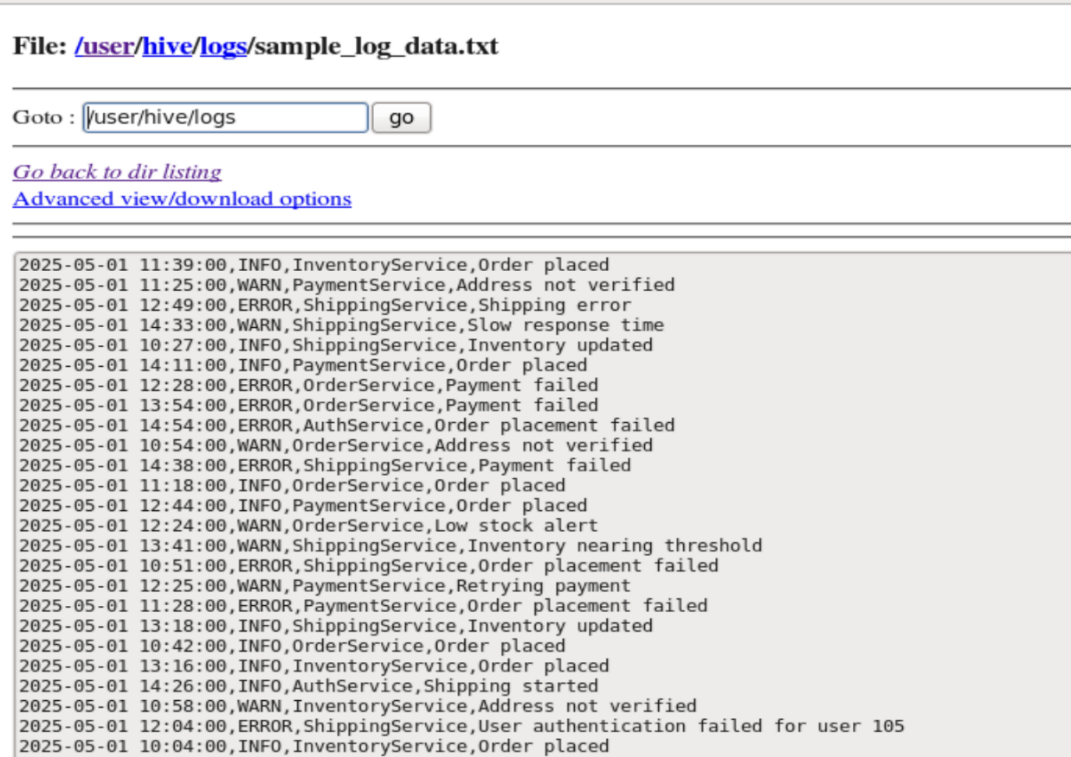 File: /user/hive/logs/sample_log_data.txt
Goto : /user/hive/logs go
Go back to dir listing
Advanced view/download options
2025-05-01 11:39:00,INFO,InventoryService,Order placed
2025-05-01 11:25:00,WARN,PaymentService,Address not verified
2025-05-01 12:49:00,ERROR,ShippingService,Shipping error
2025-05-01 14:33:00,WARN,ShippingService,Slow response time
2025-05-01 10:27:00,INFO,ShippingService,Inventory updated
2025-05-01 14:11:00,INFO,PaymentService,Order placed
2025-05-01 12:28:00,ERROR,OrderService,Payment failed
2025-05-01 13:54:00,ERROR,OrderService,Payment failed
2025-05-01 14:54:00,ERROR,AuthService,Order placement failed
2025-05-01 10:54:00,WARN,OrderService,Address not verified
2025-05-01 14:38:00,ERROR,ShippingService,Payment failed
2025-05-01 11:18:00,INFO,OrderService,Order placed
2025-05-01 12:44:00,INFO,PaymentService,Order placed
2025-05-01 12:24:00,WARN,OrderService,Low stock alert
2025-05-01 13:41:00,WARN,ShippingService,Inventory nearing threshold
2025-05-01 10:51:00,ERROR,ShippingService,Order placement failed
2025-05-01 12:25:00,WARN,PaymentService,Retrying payment
2025-05-01 11:28:00,ERROR,PaymentService,Order placement failed
2025-05-01 13:18:00,INFO,ShippingService,Inventory updated
2025-05-01 10:42:00,INFO,OrderService,Order placed
2025-05-01 13:16:00,INFO,InventoryService,Order placed
2025-05-01 14:26:00,INFO,AuthService,Shipping started
2025-05-01 10:58:00,WARN,InventoryService,Address not verified
2025-05-01 12:04:00,ERROR,ShippingService,User authentication failed for user 105
2025-05-01 10:04:00,INFO,InventoryService,Order placed